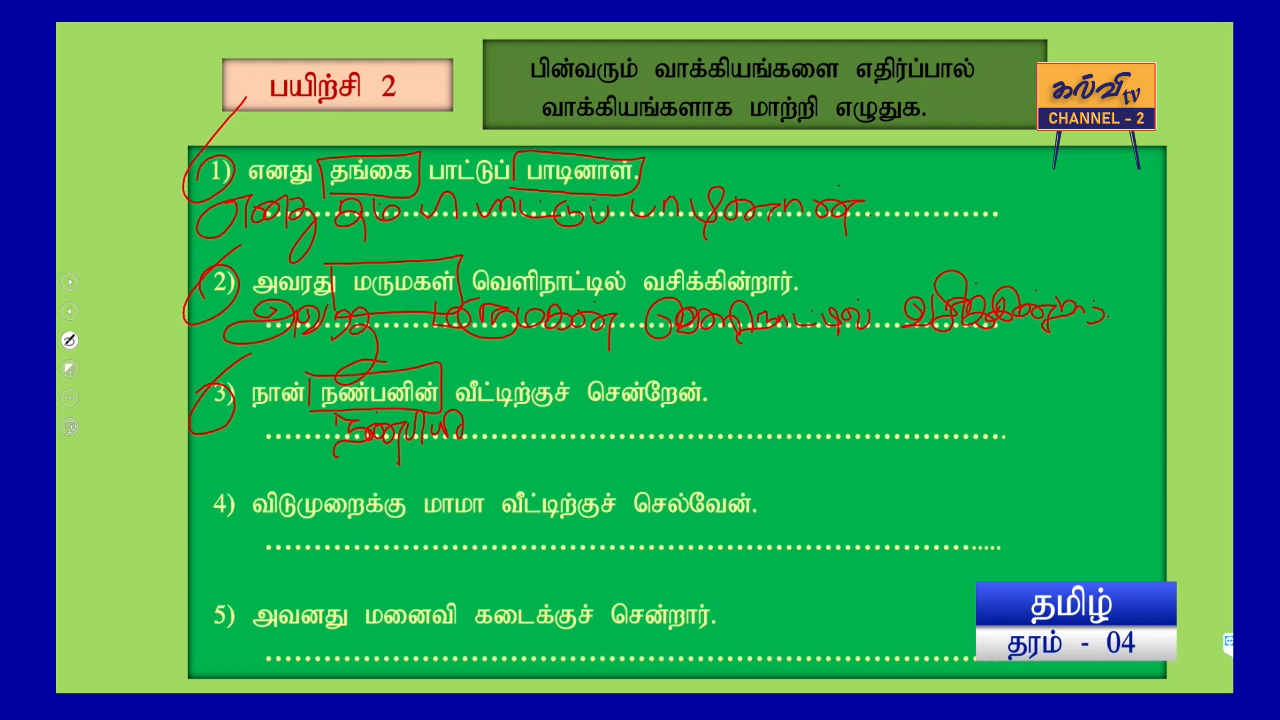 பயிற்சி 2
பின்வரும் வாக்கியங்களை எதிர்ப்பால்
வாக்கியங்களாக மாற்றி எழுதுக.
கல்வி tv
CHANNEL - 2
1) எனது தங்கை பாட்டுப் பாடினாள்.
எனது தம்பி பாட்டுப் பாடினான்
2) அவரது மருமகள் வெளிநாட்டில் வசிக்கின்றார்.
அவரது மருமகன் வெளிநாட்டில் வசிக்கின்றார்.
3) நான் நண்பனின் வீட்டிற்குச் சென்றேன்.
நண்பியி
4) விடுமுறைக்கு மாமா வீட்டிற்குச் செல்வேன்.
5) அவனது மனைவி கடைக்குச் சென்றார்.
தமிழ்
தரம் - 04